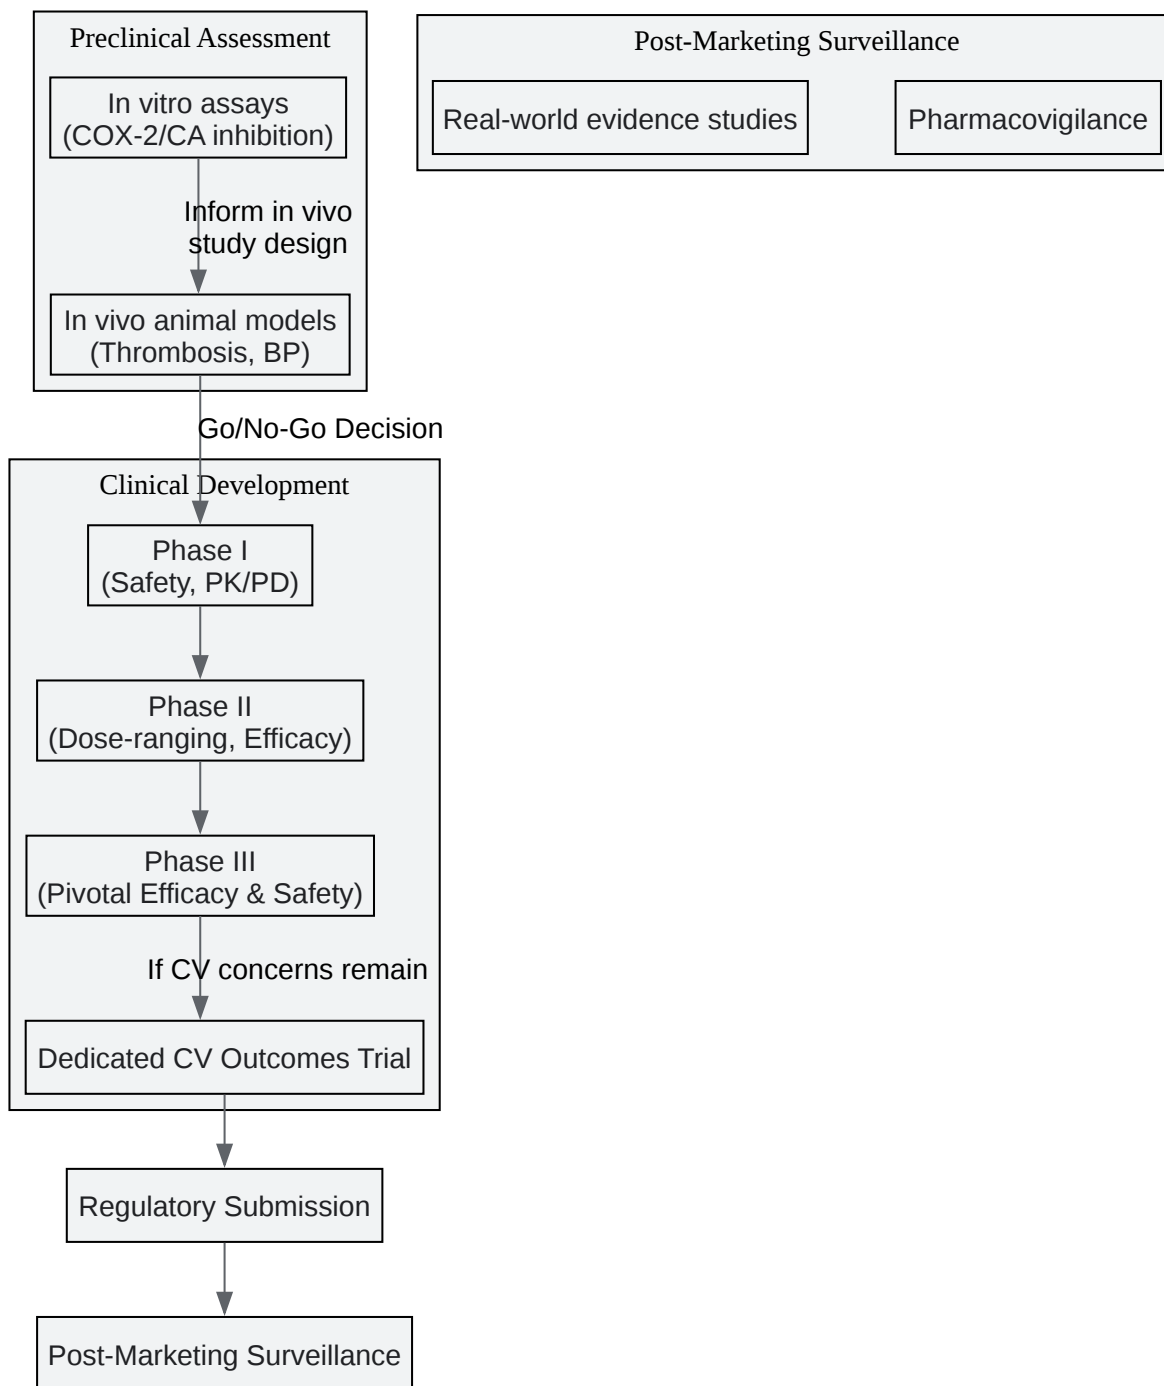 Preclinical Assessment
In vitro assays
(COX-2/CA inhibition)
Inform in vivo
study design
In vivo animal models
(Thrombosis, BP)
Post-Marketing Surveillance
Real-world evidence studies
Pharmacovigilance
Go/No-Go Decision
Clinical Development
Phase I
(Safety, PK/PD)
Phase II
(Dose-ranging, Efficacy)
Phase III
(Pivotal Efficacy & Safety)
If CV concerns remain
Dedicated CV Outcomes Trial
Regulatory Submission
Post-Marketing Surveillance